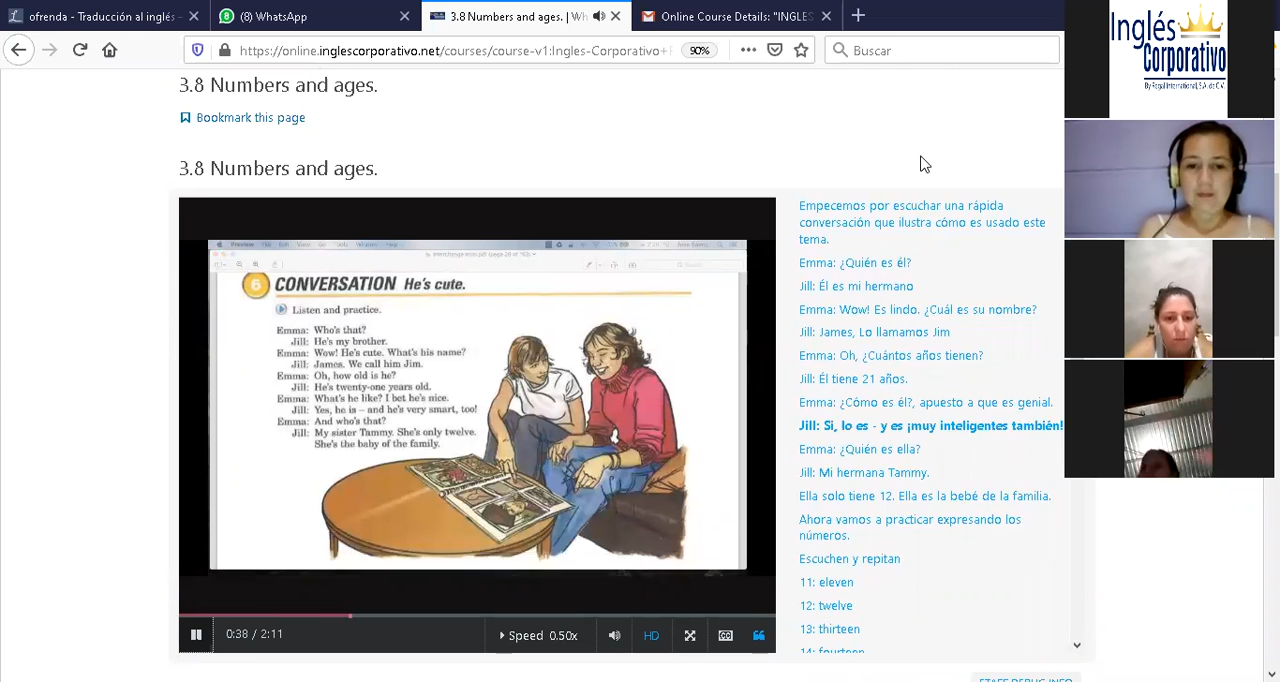 ofrenda - Traducción al inglés -
(8) WhatsApp
3.8 Numbers and ages. | Wh
Online Course Details: "INGLES
https://online.inglescorporativo.net/courses/course-v1:Ingles-Corporativo+
90%
Buscar
Inglés
Corporativo
By Regal International, S.A. de C.V.
3.8 Numbers and ages.
Bookmark this page
3.8 Numbers and ages.
Preview
6 CONVERSATION He's cute.
Listen and practice.
Emma: Who's that?
Jill: He's my brother.
Emma: Wow! He's cute. What's his name?
Jill: James. We call him Jim.
Emma: Oh, how old is he?
Jill: He's twenty-one years old.
Emma: What's he like? I bet he's nice.
Jill: Yes, he is – and he's very smart, too!
Emma: And who's that?
Jill: My sister Tammy. She's only twelve.
She's the baby of the family.
0:38 / 2:11
Speed 0.50x
HD
Empecemos por escuchar una rápida
conversación que ilustra cómo es usado este
tema.
Emma: ¿Quién es él?
Jill: Él es mi hermano
Emma: Wow! Es lindo. ¿Cuál es su nombre?
Jill: James, Lo llamamos Jim
Emma: Oh, ¿Cuántos años tienen?
Jill: Él tiene 21 años.
Emma: ¿Cómo es él?, apuesto a que es genial.
Jill: Si, lo es - y es ¡muy inteligentes también!
Emma: ¿Quién es ella?
Jill: Mi hermana Tammy.
Ella solo tiene 12. Ella es la bebé de la familia.
Ahora vamos a practicar expresando los
números.
Escuchen y repitan
11: eleven
12: twelve
13: thirteen
14: fourteen
STAFF DEBUG INFO